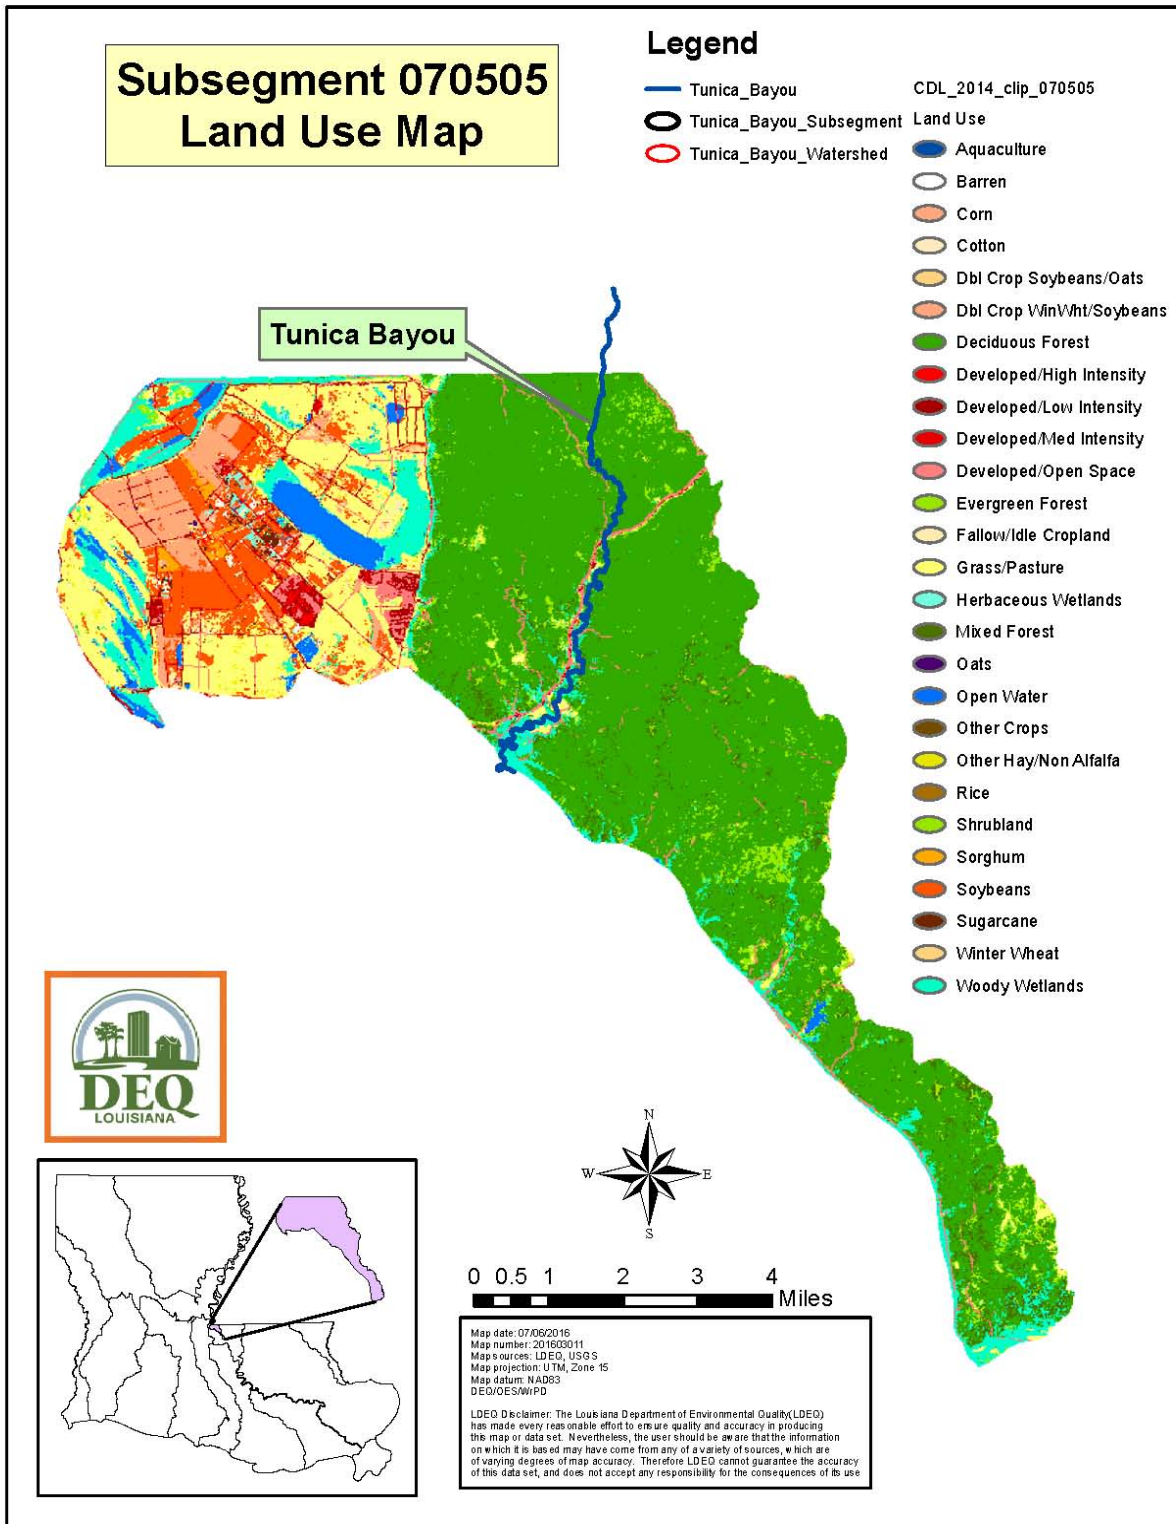 Subsegment 070505
Land Use Map
Legend
Tunica_Bayou
Tunica_Bayou_Subsegment
Tunica_Bayou_Watershed
CDL_2014_clip_070505
Land Use
Aquaculture
Barren
Corn
Cotton
Dbl Crop Soybeans/Oats
Dbl Crop WinWht/Soybeans
Deciduous Forest
Developed/High Intensity
Developed/Low Intensity
Developed/Med Intensity
Developed/Open Space
Evergreen Forest
Fallow/Idle Cropland
Grass/Pasture
Herbaceous Wetlands
Mixed Forest
Oats
Open Water
Other Crops
Other Hay/Non Alfalfa
Rice
Shrubland
Sorghum
Soybeans
Sugarcane
Winter Wheat
Woody Wetlands
Tunica Bayou
DEQ
LOUISIANA
N
W E
S
0 0.5 1 2 3 4
Miles
Map date: 07/06/2016
Map number: 201603011
Map sources: LDEQ, USGS
Map projection: UTM, Zone 15
Map datum: NAD83
DEQ/OES/WrPD
LDEQ Disclaimer: The Louisiana Department of Environmental Quality(LDEQ)
has made every reasonable effort to ensure quality and accuracy in producing
this map or data set. Nevertheless, the user should be aware that the information
on which it is based may have come from any of a variety of sources, which are
of varying degrees of map accuracy. Therefore LDEQ cannot guarantee the accuracy
of this data set, and does not accept any responsibility for the consequences of its use